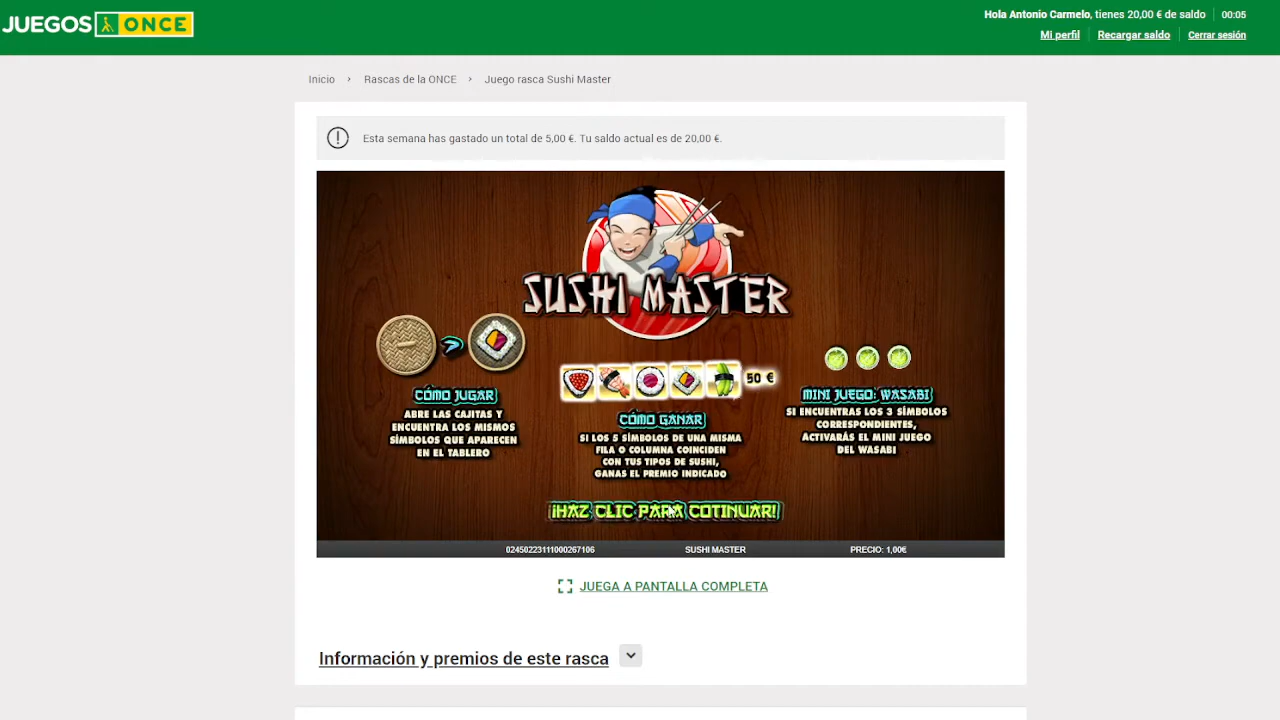 JUEGOS ONCE
Hola Antonio Carmelo, tienes 20,00 € de saldo
00:05
Mi perfil
Recargar saldo
Cerrar sesión
Inicio › Rascas de la ONCE › Juego rasca Sushi Master
Esta semana has gastado un total de 5,00 €. Tu saldo actual es de 20,00 €.
SUSHI MASTER
CÓMO JUGAR
ABRE LAS CAJITAS Y
ENCUENTRA LOS MISMOS
SÍMBOLOS QUE APARECEN
EN EL TABLERO
50 €
CÓMO GANAR
SI LOS 5 SÍMBOLOS DE UNA MISMA
FILA O COLUMNA COINCIDEN
CON TUS TIPOS DE SUSHI,
GANAS EL PREMIO INDICADO
MINI JUEGO: WASABI
SI ENCUENTRAS LOS 3 SÍMBOLOS
CORRESPONDIENTES,
ACTIVARÁS EL MINI JUEGO
DEL WASABI
¡HAZ CLIC PARA COTINUAR!
02450223111000267106
SUSHI MASTER
PRECIO: 1,00€
JUEGA A PANTALLA COMPLETA
Información y premios de este rasca